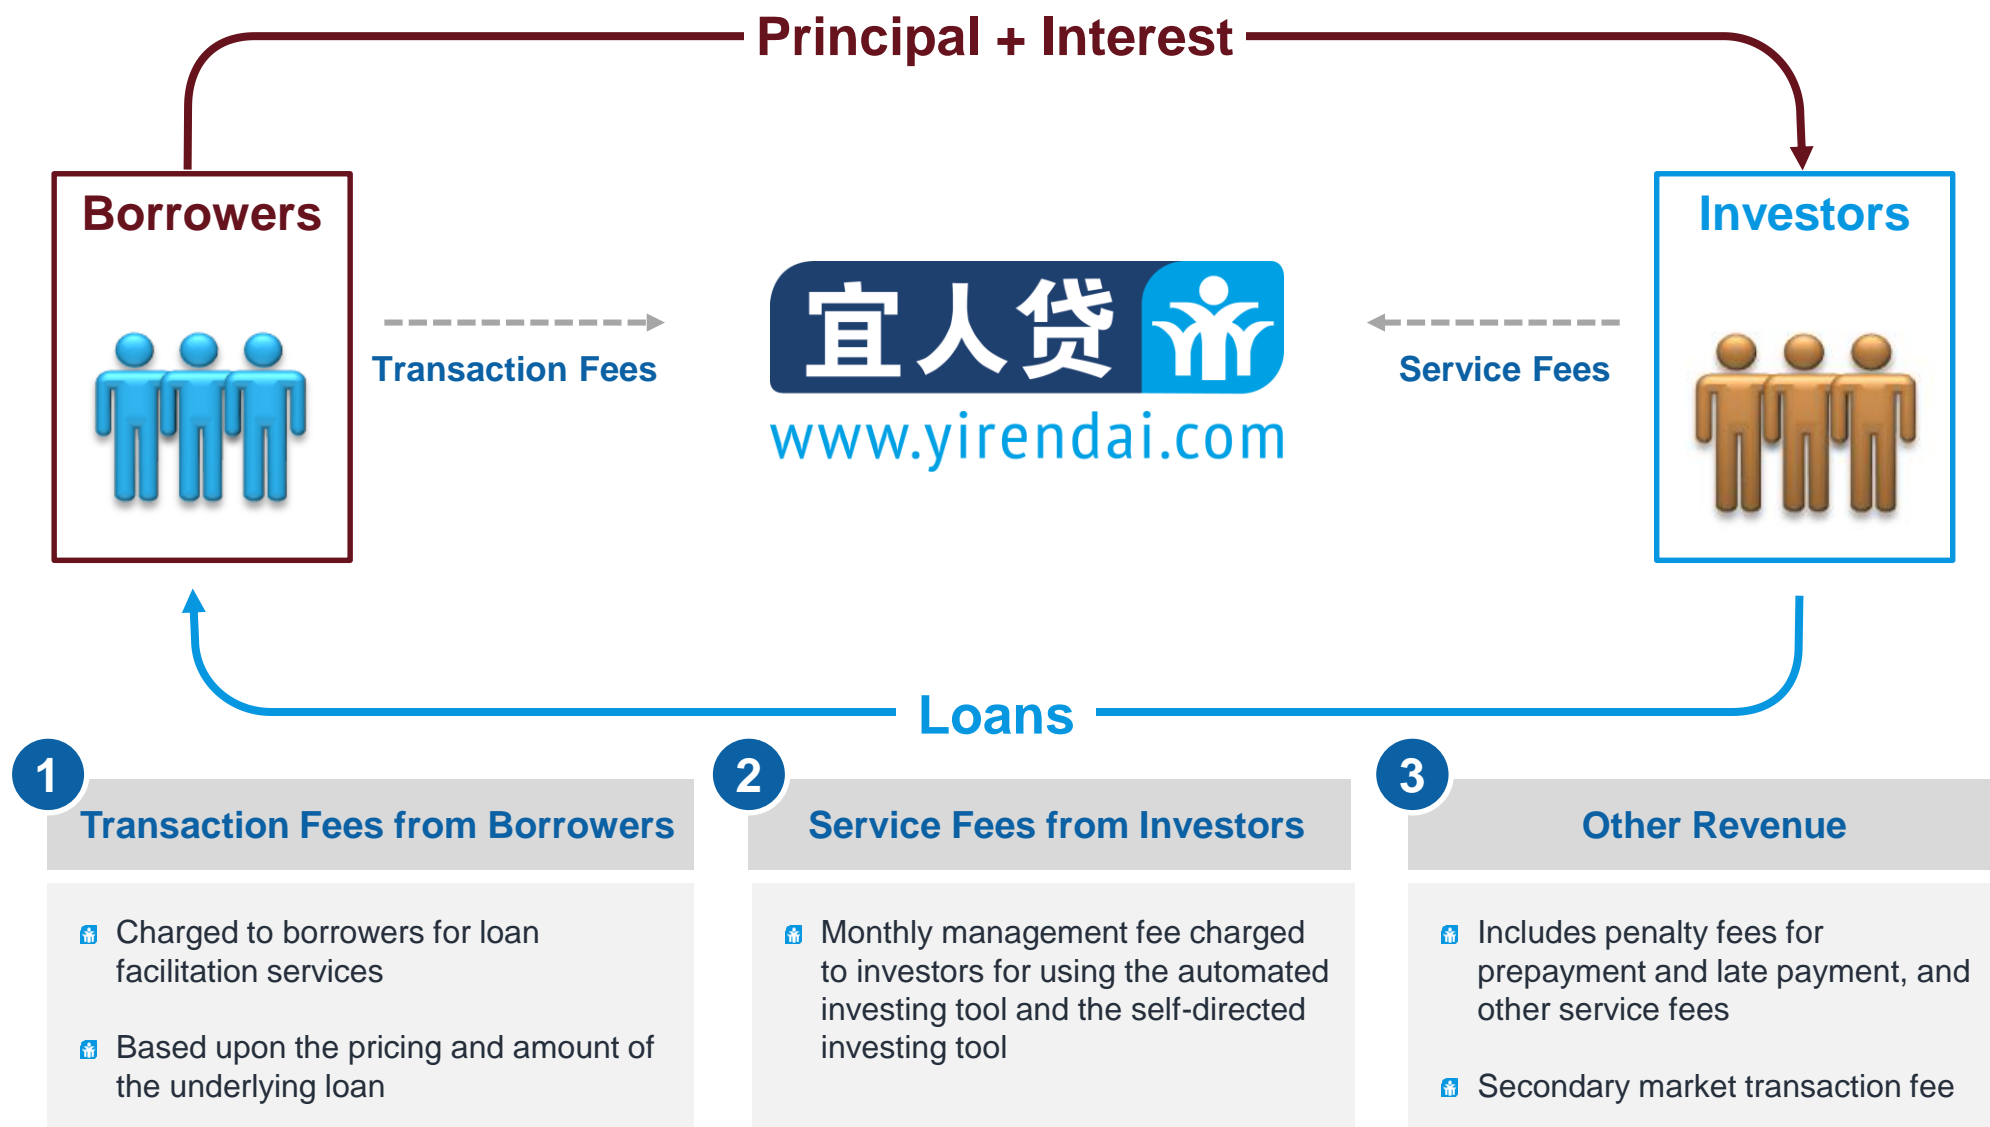 Principal + Interest
Borrowers
Investors
宜人贷
www.yirendai.com
Transaction Fees
Service Fees
Loans
1
Transaction Fees from Borrowers
Charged to borrowers for loan
facilitation services
Based upon the pricing and amount of
the underlying loan
2
Service Fees from Investors
Monthly management fee charged
to investors for using the automated
investing tool and the self-directed
investing tool
3
Other Revenue
Includes penalty fees for
prepayment and late payment, and
other service fees
Secondary market transaction fee